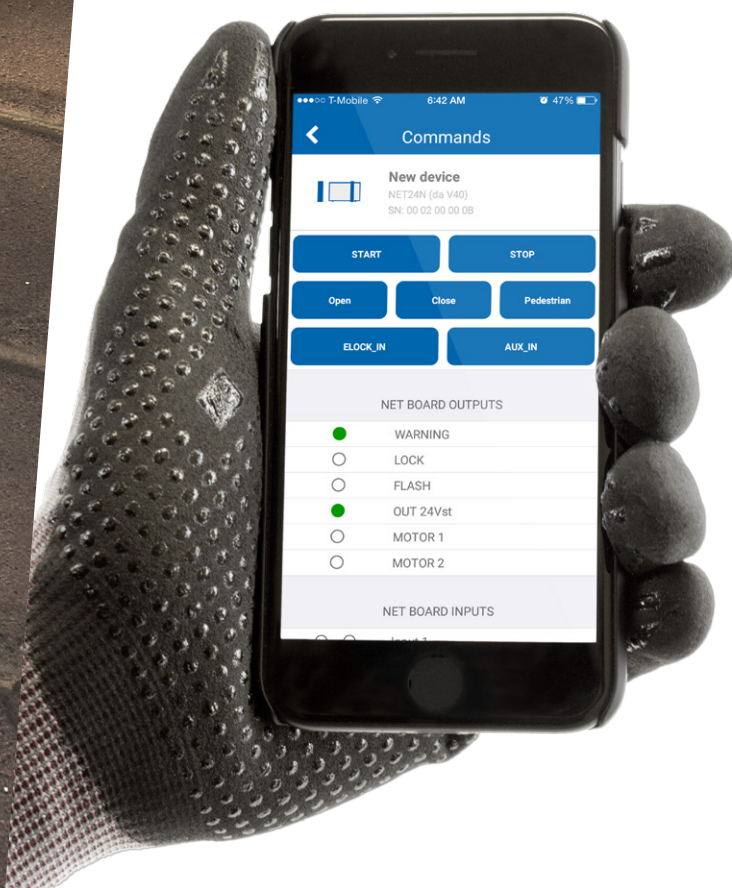 T-Mobile 6:42 AM 47%
Commands
New device
NET24N (da V40)
SN: 00 02 00 00 0B
START STOP
Open Close Pedestrian
ELOCK_IN AUX_IN
NET BOARD OUTPUTS
WARNING
LOCK
FLASH
OUT 24Vst
MOTOR 1
MOTOR 2
NET BOARD INPUTS
Input 1